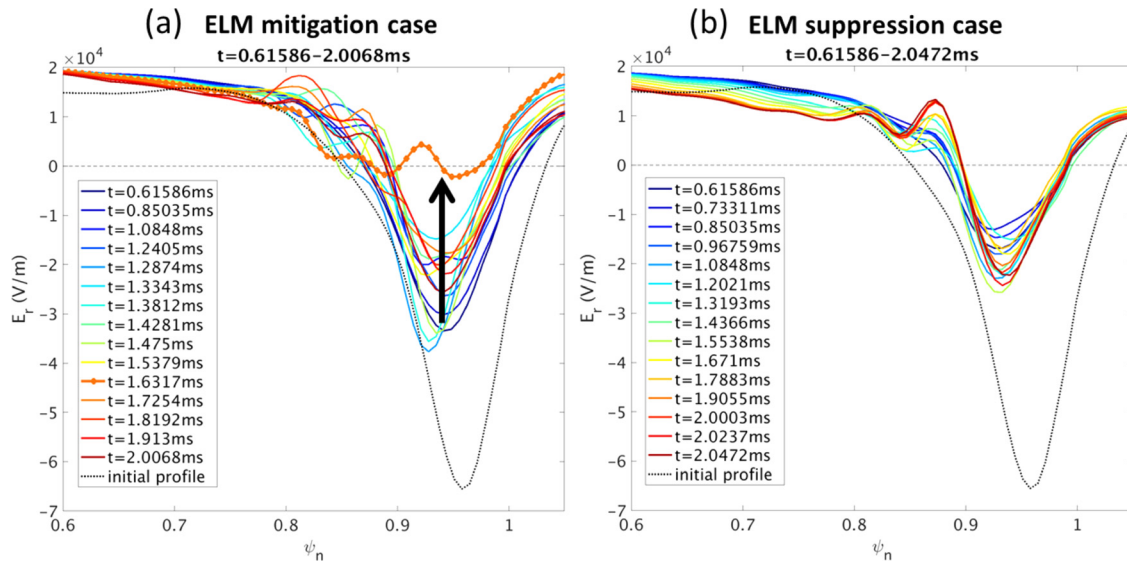 (a) ELM mitigation case
t=0.61586-2.0068ms
×10⁴
2
1
0
-1
-2
-3
-4
-5
-6
-7
E_r (V/m)
t=0.61586ms
t=0.85035ms
t=1.0848ms
t=1.2405ms
t=1.2874ms
t=1.3343ms
t=1.3812ms
t=1.4281ms
t=1.475ms
t=1.5379ms
t=1.6317ms
t=1.7254ms
t=1.8192ms
t=1.913ms
t=2.0068ms
initial profile
0.6 0.7 0.8 0.9 1
ψ_n
(b) ELM suppression case
t=0.61586-2.0472ms
×10⁴
2
1
0
-1
-2
-3
-4
-5
-6
-7
E_r (V/m)
t=0.61586ms
t=0.73311ms
t=0.85035ms
t=0.96759ms
t=1.0848ms
t=1.2021ms
t=1.3193ms
t=1.4366ms
t=1.5538ms
t=1.671ms
t=1.7883ms
t=1.9055ms
t=2.0003ms
t=2.0237ms
t=2.0472ms
initial profile
0.6 0.7 0.8 0.9 1
ψ_n